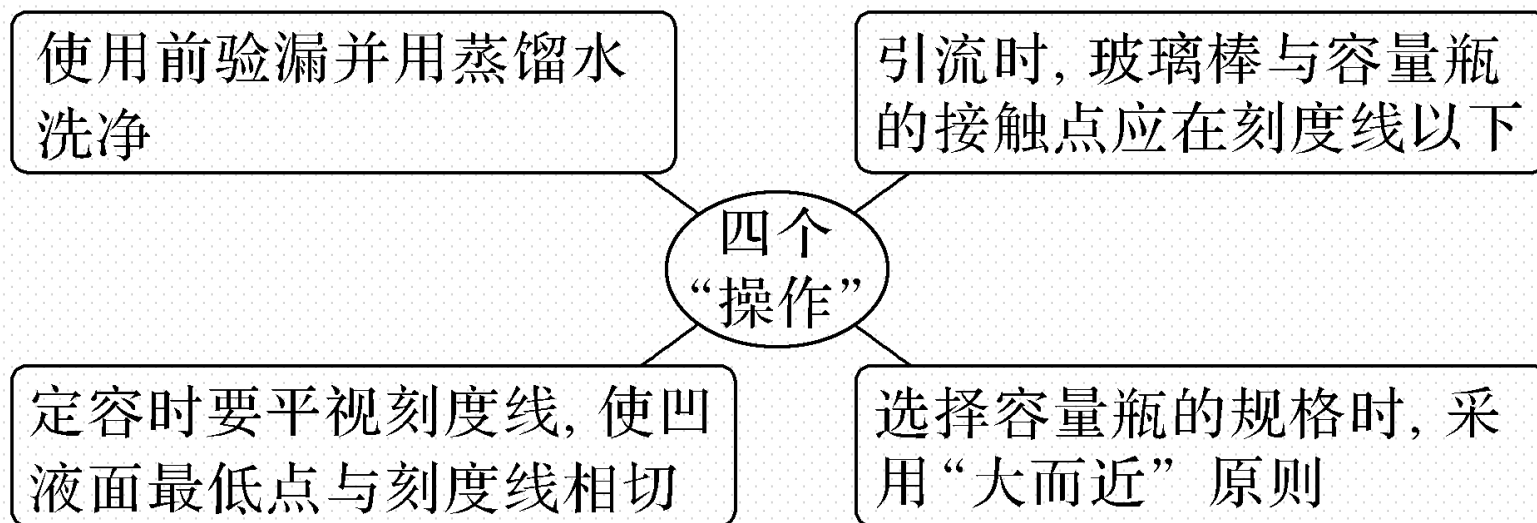 使用前验漏并用蒸馏水
洗净
引流时, 玻璃棒与容量瓶
的接触点应在刻度线以下
四个
“操作”
定容时要平视刻度线, 使凹
液面最低点与刻度线相切
选择容量瓶的规格时, 采
用“大而近” 原则